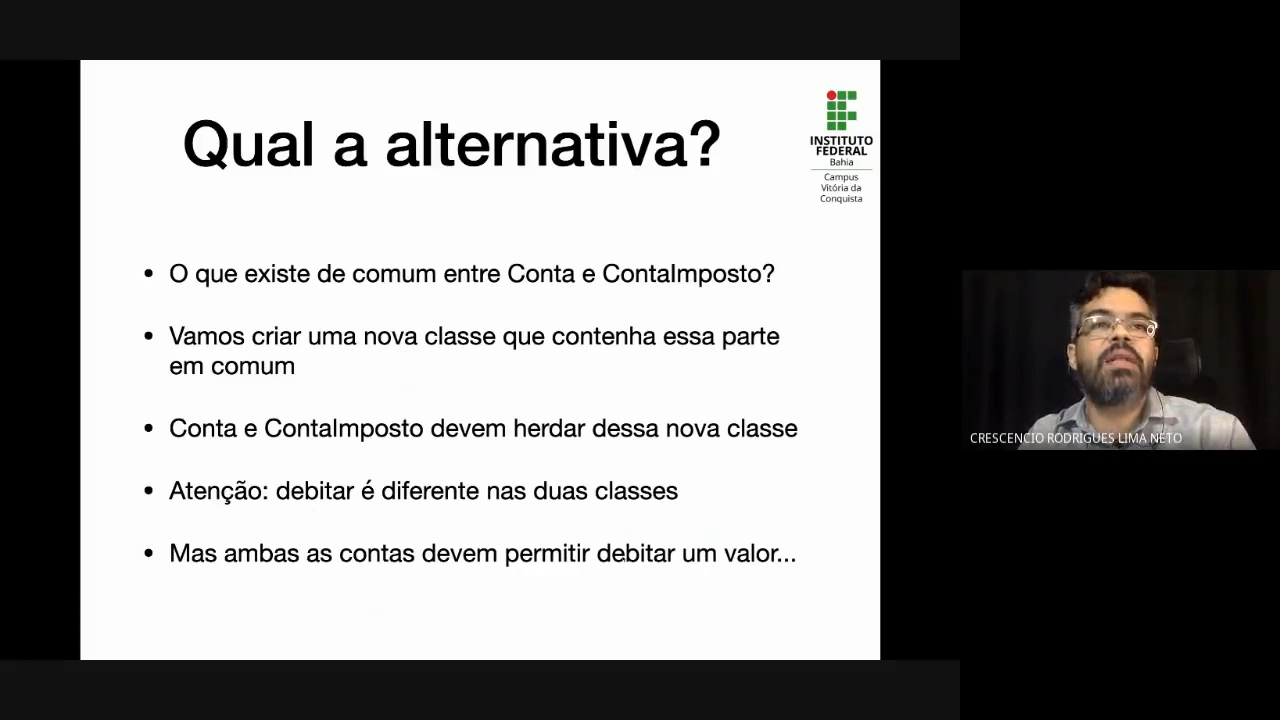 Qual a alternativa?
INSTITUTO
FEDERAL
Bahia
Campus
Vitória da
Conquista
• O que existe de comum entre Conta e ContaImposto?
• Vamos criar uma nova classe que contenha essa parte
em comum
• Conta e ContaImposto devem herdar dessa nova classe
• Atenção: debitar é diferente nas duas classes
• Mas ambas as contas devem permitir debitar um valor...
CRESCENCIO RODRIGUES LIMA NETO